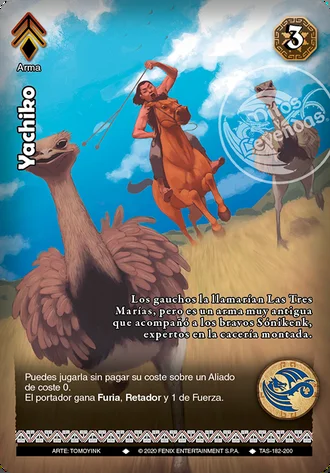 Arma
3
Yachiko
Mitos
Leyendas
Los gauchos la llamarían Las Tres
Marías, pero es un arma muy antigua
que acompañó a los bravos Sónikenk,
expertos en la cacería montada.
Puedes jugarla sin pagar su coste sobre un Aliado
de coste 0.
El portador gana Furia, Retador y 1 de Fuerza.
ARTE: TOMOYINK
© 2020 FENIX ENTERTAINMENT S.P.A.
TAS-182-200